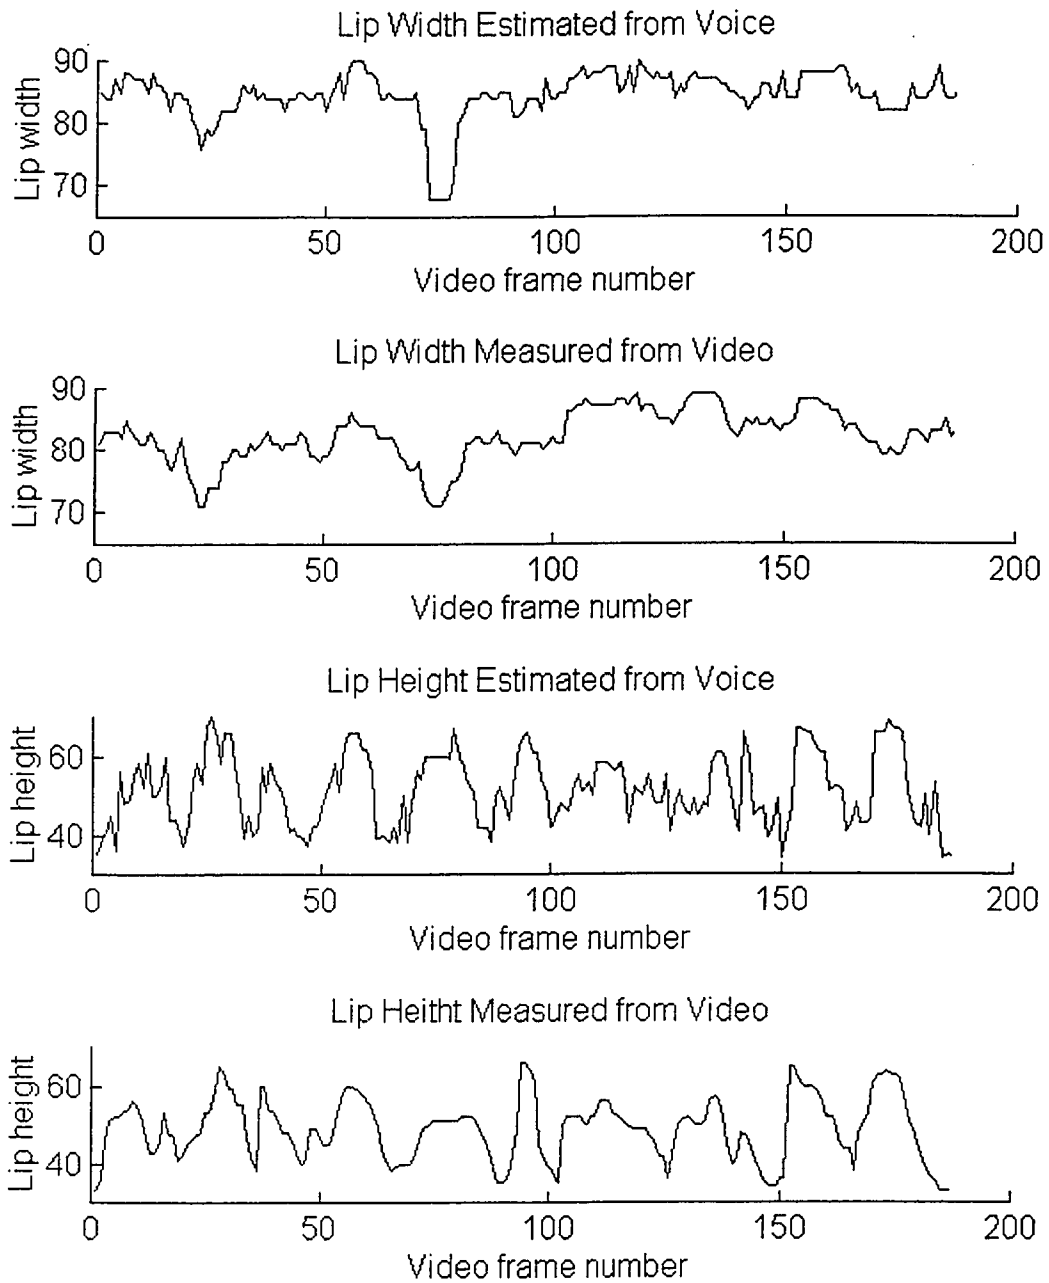 Lip Width Estimated from Voice
90
80
70
Lip width
0 50 100 150 200
Video frame number
Lip Width Measured from Video
90
80
70
Lip width
0 50 100 150 200
Video frame number
Lip Height Estimated from Voice
60
40
Lip height
0 50 100 150 200
Video frame number
Lip Heitht Measured from Video
60
40
Lip height
0 50 100 150 200
Video frame number